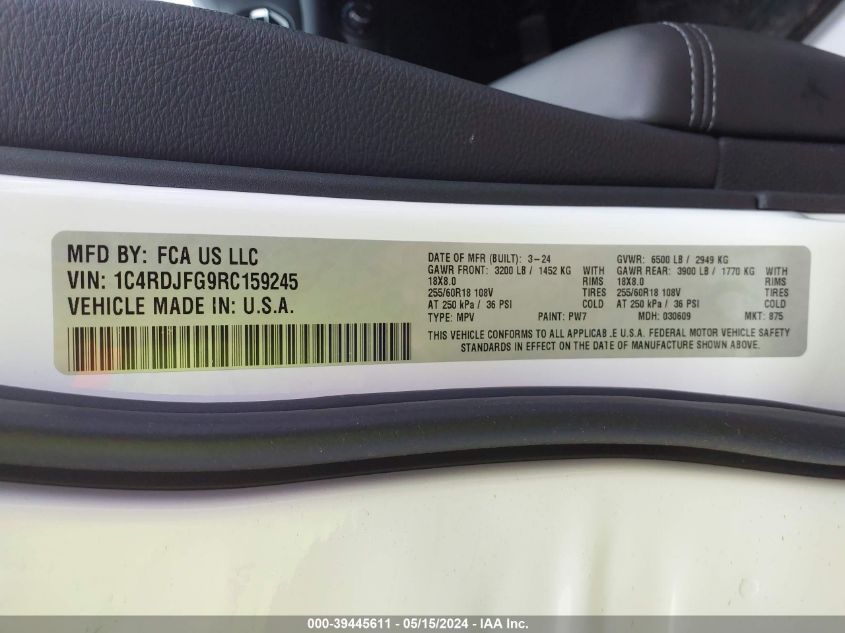 MFD BY: FCA US LLC
VIN: 1C4RDJFG9RC159245
VEHICLE MADE IN: U.S.A.
DATE OF MFR (BUILT): 3-24 GVWR: 6500 LB / 2949 KG
GAWR FRONT: 3200 LB / 1452 KG WITH GAWR REAR: 3900 LB / 1770 KG WITH
18X8.0 RIMS 18X8.0 RIMS
255/60R18 108V TIRES 255/60R18 108V TIRES
AT 250 kPa / 36 PSI COLD AT 250 kPa / 36 PSI COLD
TYPE: MPV PAINT: PW7 MDH: 030609 MKT: 875
THIS VEHICLE CONFORMS TO ALL APPLICAB.E U.S.A. FEDERAL MOTOR VEHICLE SAFETY
STANDARDS IN EFFECT ON THE DATE OF MANUFACTURE SHOWN ABOVE.
000-39445611 - 05/15/2024 - 05/15/2024 - IAA Inc.